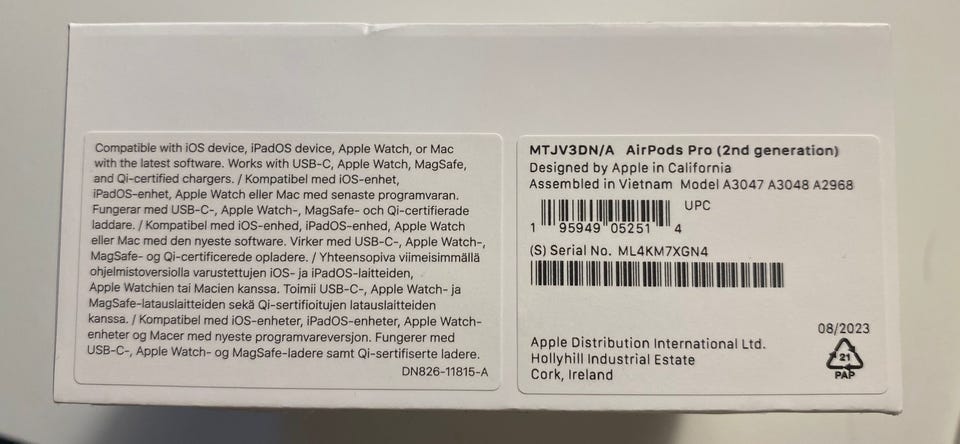 Compatible with iOS device, iPadOS device, Apple Watch, or Mac
with the latest software. Works with USB-C, Apple Watch, MagSafe,
and Qi-certified chargers. / Kompatibel med iOS-enhet,
iPadOS-enhet, Apple Watch eller Mac med senaste programvaran.
Fungerar med USB-C-, Apple Watch-, MagSafe- och Qi-certifierade
laddare. / Kompatibel med iOS-enhed, iPadOS-enhed, Apple Watch
eller Mac med den nyeste software. Virker med USB-C-, Apple Watch-,
MagSafe- og Qi-certificerede opladere. / Yhteensopiva viimeisimmällä
ohjelmistoversiolla varustettujen iOS- ja iPadOS-laitteiden,
Apple Watchien tai Macien kanssa. Toimii USB-C-, Apple Watch- ja
MagSafe-latauslaitteiden sekä Qi-sertifioitujen latauslaitteiden
kanssa. / Kompatibel med iOS-enheter, iPadOS-enheter, Apple Watch-
enheter og Macer med nyeste programvareversjon. Fungerer med
USB-C-, Apple Watch- og MagSafe-ladere samt Qi-sertifiserte ladere.
DN826-11815-A
MTJV3DN/A AirPods Pro (2nd generation)
Designed by Apple in California
Assembled in Vietnam Model A3047 A3048 A2968
UPC
1 95949 05251 4
(S) Serial No. ML4KM7XGN4
08/2023
Apple Distribution International Ltd.
Hollyhill Industrial Estate
Cork, Ireland
21
PAP